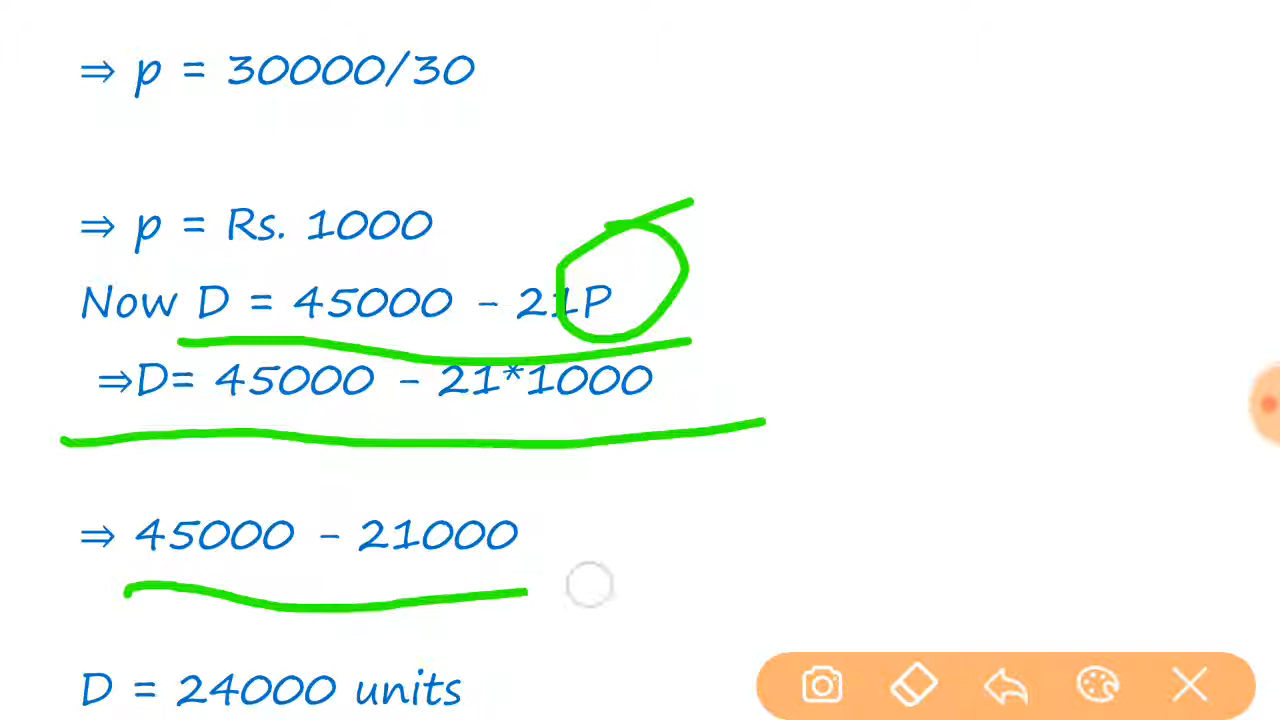 ⇒ p = 30000/30
⇒ p = Rs. 1000
Now D = 45000 - 21P
⇒D= 45000 - 21*1000
⇒ 45000 - 21000
D = 24000 units